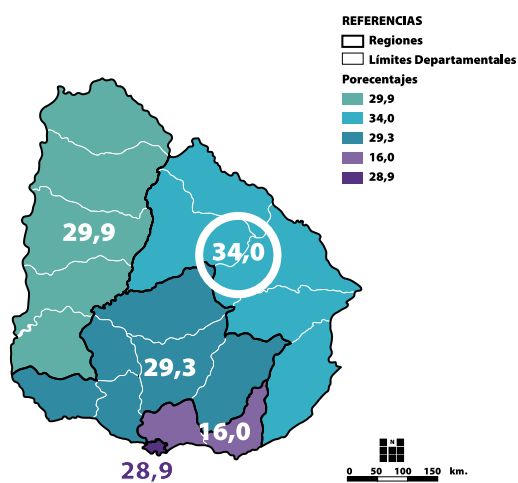 REFERENCIAS
Regiones
Límites Departamentales
Porecentajes
29,9
34,0
29,3
16,0
28,9
29,9
34,0
29,3
16,0
28,9
N
0 50 100 150 km.